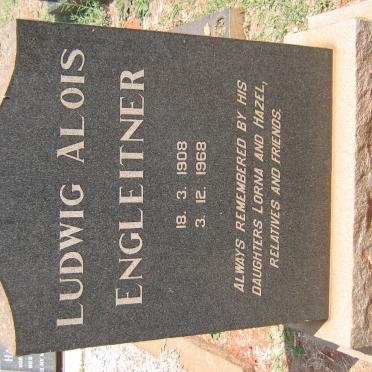 LUDWIG ALOIS
ENGLEITNER
18. 3. 1908
3. 12. 1968
ALWAYS REMEMBERED BY HIS
DAUGHTERS LORNA AND HAZEL,
RELATIVES AND FRIENDS.